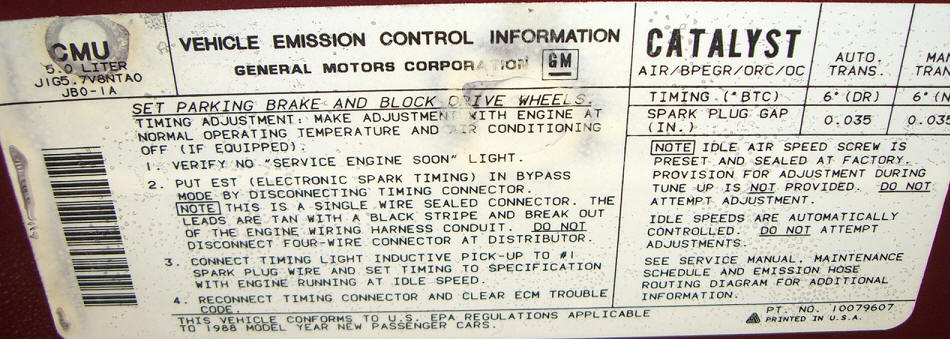 CMU
5.0 LITER
J1G5.7V8NTA0
JB0-1A
VEHICLE EMISSION CONTROL INFORMATION
GENERAL MOTORS CORPORATION GM
SET PARKING BRAKE AND BLOCK DRIVE WHEELS.
TIMING ADJUSTMENT: MAKE ADJUSTMENT WITH ENGINE AT
NORMAL OPERATING TEMPERATURE AND AIR CONDITIONING
OFF (IF EQUIPPED).
1. VERIFY NO "SERVICE ENGINE SOON" LIGHT.
2. PUT EST (ELECTRONIC SPARK TIMING) IN BYPASS
MODE BY DISCONNECTING TIMING CONNECTOR.
NOTE THIS IS A SINGLE WIRE SEALED CONNECTOR. THE
LEADS ARE TAN WITH A BLACK STRIPE AND BREAK OUT
OF THE ENGINE WIRING HARNESS CONDUIT. DO NOT
DISCONNECT FOUR-WIRE CONNECTOR AT DISTRIBUTOR.
3. CONNECT TIMING LIGHT INDUCTIVE PICK-UP TO #1
SPARK PLUG WIRE AND SET TIMING TO SPECIFICATION
WITH ENGINE RUNNING AT IDLE SPEED.
4. RECONNECT TIMING CONNECTOR AND CLEAR ECM TROUBLE
CODE.
THIS VEHICLE CONFORMS TO U.S. EPA REGULATIONS APPLICABLE
TO 1988 MODEL YEAR NEW PASSENGER CARS.
CATALYST
AIR/BPEGR/ORC/OC
AUTO. TRANS.
MAN
TRAN
TIMING (°BTC) 6° (DR) 6° (N
SPARK PLUG GAP (IN.) 0.035 0.035
NOTE IDLE AIR SPEED SCREW IS
PRESET AND SEALED AT FACTORY.
PROVISION FOR ADJUSTMENT DURING
TUNE UP IS NOT PROVIDED. DO NOT
ATTEMPT ADJUSTMENT.
IDLE SPEEDS ARE AUTOMATICALLY
CONTROLLED. DO NOT ATTEMPT
ADJUSTMENTS.
SEE SERVICE MANUAL, MAINTENANCE
SCHEDULE AND EMISSION HOSE
ROUTING DIAGRAM FOR ADDITIONAL
INFORMATION.
PT. NO. 10079607
PRINTED IN U.S.A.